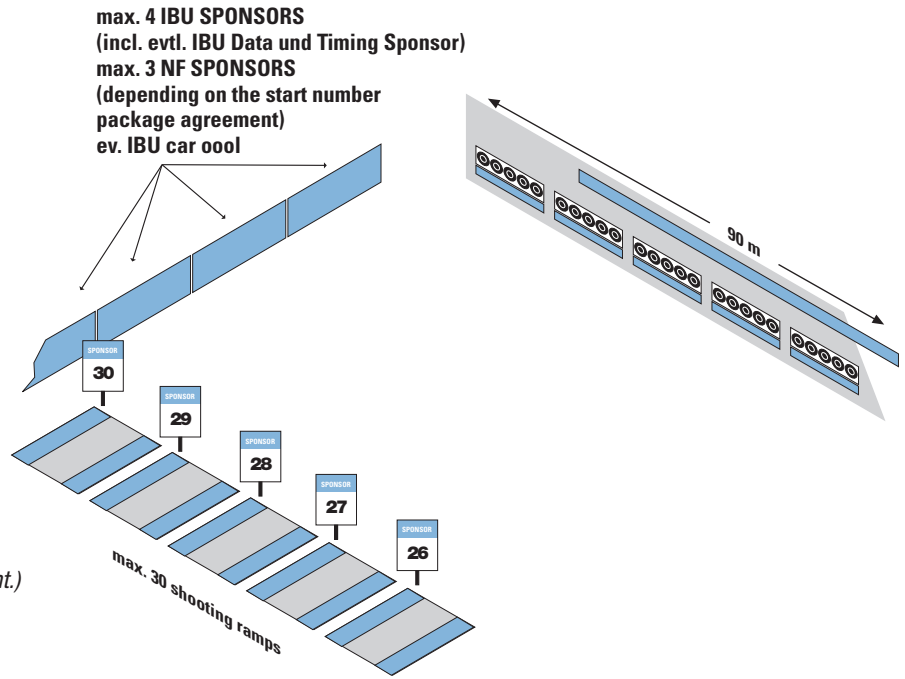 max. 4 IBU SPONSORS
(incl. evtl. IBU Data und Timing Sponsor)
max. 3 NF SPONSORS
(depending on the start number
package agreement)
ev. IBU car oool
90 m
SPONSOR
30
SPONSOR
29
SPONSOR
28
SPONSOR
27
SPONSOR
26
max. 30 shooting ramps
nt.)